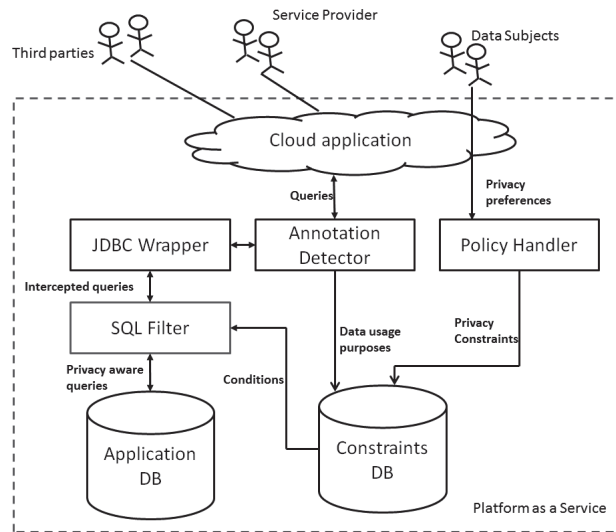 Service Provider
Third parties
Data Subjects
Cloud application
Queries
Privacy
preferences
JDBC Wrapper
Annotation
Detector
Policy Handler
Intercepted queries
SQL Filter
Data usage
purposes
Privacy
Constraints
Privacy aware
queries
Conditions
Application
DB
Constraints
DB
Platform as a Service